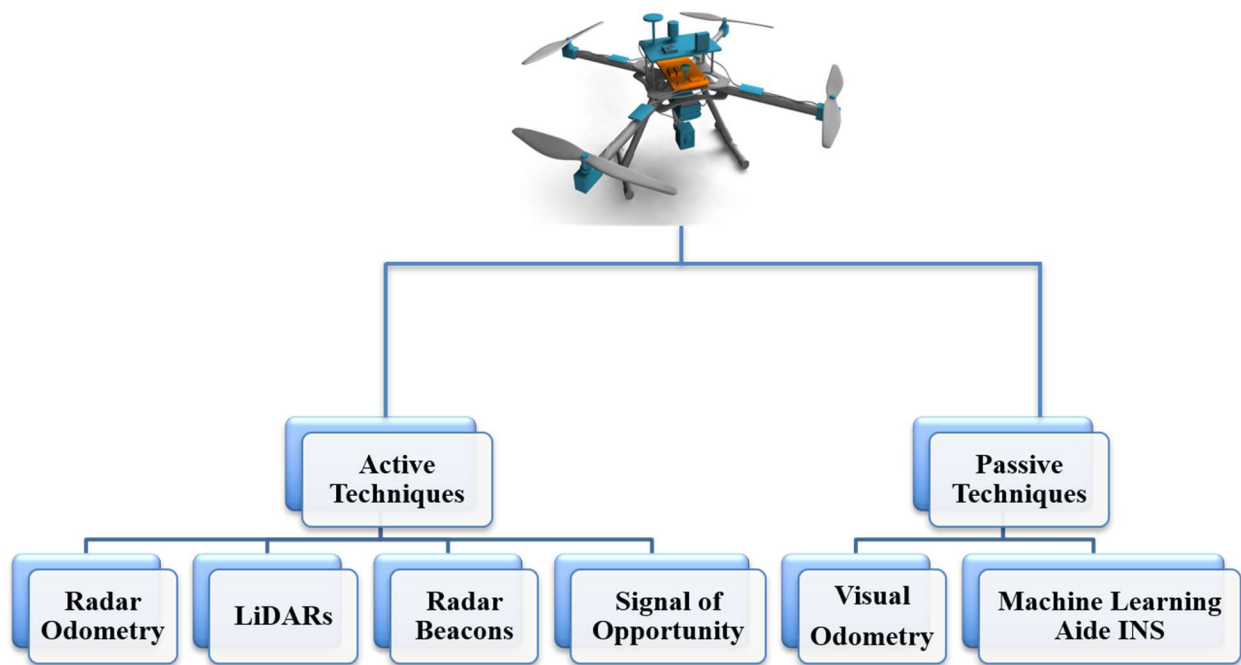 Active
Techniques
Passive
Techniques
Radar
Odometry
LiDARs
Radar
Beacons
Signal of
Opportunity
Visual
Odometry
Machine Learning
Aide INS